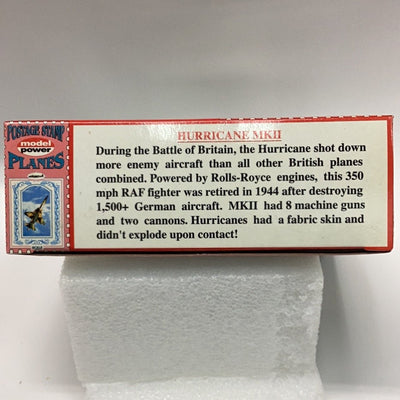 POSTAGE STAMP
model
power
PLANES
HURRICANE MKII
During the Battle of Britain, the Hurricane shot down
more enemy aircraft than all other British planes
combined. Powered by Rolls-Royce engines, this 350
mph RAF fighter was retired in 1944 after destroying
1,500+ German aircraft. MKII had 8 machine guns
and two cannons. Hurricanes had a fabric skin and
didn't explode upon contact!